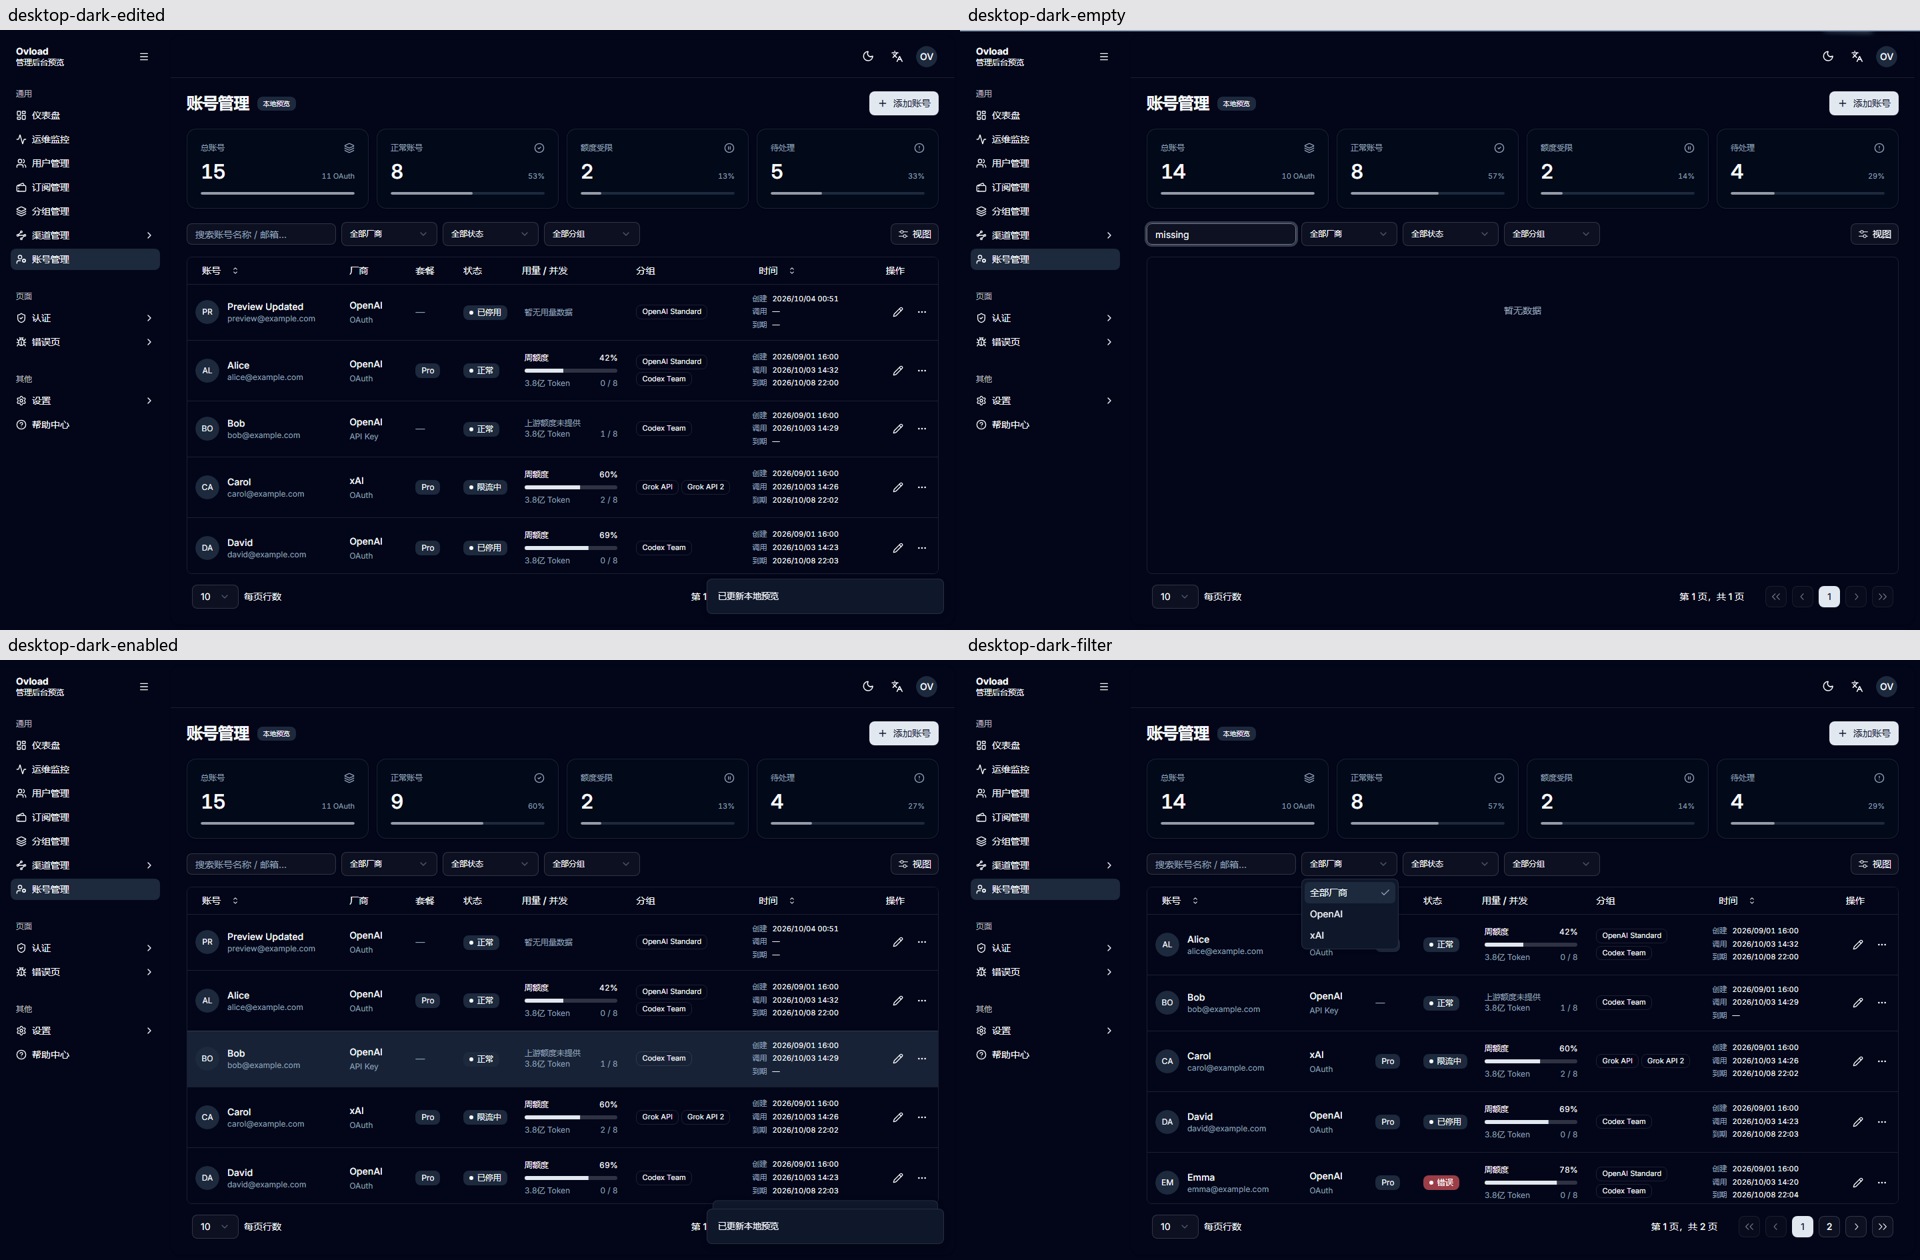 desktop-dark-edited
Ovload
管理后台预览
OV
通用
仪表盘
运维监控
用户管理
订阅管理
分组管理
渠道管理
账号管理
页面
认证
错误页
其他
设置
帮助中心
账号管理 本地预览
添加账号
总账号
15 11 OAuth
正常账号
8 53%
额度受限
2 13%
待处理
5 33%
搜索账号名称 / 邮箱... 全部厂商 全部状态 全部分组 视图
账号 厂商 套餐 状态 用量 / 并发 分组 时间 操作
PR Preview Updated OpenAI — 已停用 暂无用量数据 OpenAI Standard 创建 2026/10/04 00:51
preview@example.com OAuth 调用 —
到期 —
AL Alice OpenAI Pro 正常 周额度 42% OpenAI Standard 创建 2026/09/01 16:00
alice@example.com OAuth Codex Team 调用 2026/10/03 14:32
3.8亿 Token 0 / 8 到期 2026/10/08 22:00
BO Bob OpenAI — 正常 上游额度未提供 Codex Team 创建 2026/09/01 16:00
bob@example.com API Key 3.8亿 Token 1 / 8 调用 2026/10/03 14:29
到期 —
CA Carol xAI Pro 限流中 周额度 60% Grok API Grok API 2 创建 2026/09/01 16:00
carol@example.com OAuth 调用 2026/10/03 14:26
3.8亿 Token 2 / 8 到期 2026/10/08 22:02
DA David OpenAI Pro 已停用 周额度 69% Codex Team 创建 2026/09/01 16:00
david@example.com OAuth 调用 2026/10/03 14:23
3.8亿 Token 0 / 8 到期 2026/10/08 22:03
10 每页行数 第 1
已更新本地预览
desktop-dark-empty
Ovload
管理后台预览
OV
通用
仪表盘
运维监控
用户管理
订阅管理
分组管理
渠道管理
账号管理
页面
认证
错误页
其他
设置
帮助中心
账号管理 本地预览
添加账号
总账号
14 10 OAuth
正常账号
8 57%
额度受限
2 14%
待处理
4 29%
missing 全部厂商 全部状态 全部分组 视图
暂无数据
10 每页行数 第 1 页，共 1 页 1
desktop-dark-enabled
Ovload
管理后台预览
OV
通用
仪表盘
运维监控
用户管理
订阅管理
分组管理
渠道管理
账号管理
页面
认证
错误页
其他
设置
帮助中心
账号管理 本地预览
添加账号
总账号
15 11 OAuth
正常账号
9 60%
额度受限
2 13%
待处理
4 27%
搜索账号名称 / 邮箱... 全部厂商 全部状态 全部分组 视图
账号 厂商 套餐 状态 用量 / 并发 分组 时间 操作
PR Preview Updated OpenAI — 正常 暂无用量数据 OpenAI Standard 创建 2026/10/04 00:51
preview@example.com OAuth 调用 —
到期 —
AL Alice OpenAI Pro 正常 周额度 42% OpenAI Standard 创建 2026/09/01 16:00
alice@example.com OAuth Codex Team 调用 2026/10/03 14:32
3.8亿 Token 0 / 8 到期 2026/10/08 22:00
BO Bob OpenAI — 正常 上游额度未提供 Codex Team 创建 2026/09/01 16:00
bob@example.com API Key 3.8亿 Token 1 / 8 调用 2026/10/03 14:29
到期 —
CA Carol xAI Pro 限流中 周额度 60% Grok API Grok API 2 创建 2026/09/01 16:00
carol@example.com OAuth 调用 2026/10/03 14:26
3.8亿 Token 2 / 8 到期 2026/10/08 22:02
DA David OpenAI Pro 已停用 周额度 69% Codex Team 创建 2026/09/01 16:00
david@example.com OAuth 调用 2026/10/03 14:23
3.8亿 Token 0 / 8 到期 2026/10/08 22:03
10 每页行数 第 1
已更新本地预览
desktop-dark-filter
Ovload
管理后台预览
OV
通用
仪表盘
运维监控
用户管理
订阅管理
分组管理
渠道管理
账号管理
页面
认证
错误页
其他
设置
帮助中心
账号管理 本地预览
添加账号
总账号
14 10 OAuth
正常账号
8 57%
额度受限
2 14%
待处理
4 29%
搜索账号名称 / 邮箱... 全部厂商 全部状态 全部分组 视图
全部厂商
OpenAI
xAI
账号 状态 用量 / 并发 分组 时间 操作
AL Alice 正常 周额度 42% OpenAI Standard 创建 2026/09/01 16:00
alice@example.com OAuth Codex Team 调用 2026/10/03 14:32
3.8亿 Token 0 / 8 到期 2026/10/08 22:00
BO Bob OpenAI — 正常 上游额度未提供 Codex Team 创建 2026/09/01 16:00
bob@example.com API Key 3.8亿 Token 1 / 8 调用 2026/10/03 14:29
到期 —
CA Carol xAI Pro 限流中 周额度 60% Grok API Grok API 2 创建 2026/09/01 16:00
carol@example.com OAuth 调用 2026/10/03 14:26
3.8亿 Token 2 / 8 到期 2026/10/08 22:02
DA David OpenAI Pro 已停用 周额度 69% Codex Team 创建 2026/09/01 16:00
david@example.com OAuth 调用 2026/10/03 14:23
3.8亿 Token 0 / 8 到期 2026/10/08 22:03
EM Emma OpenAI Pro 错误 周额度 78% OpenAI Standard 创建 2026/09/01 16:00
emma@example.com OAuth Codex Team 调用 2026/10/03 14:20
3.8亿 Token 0 / 8 到期 2026/10/08 22:04
10 每页行数 第 1 页，共 2 页 1 2